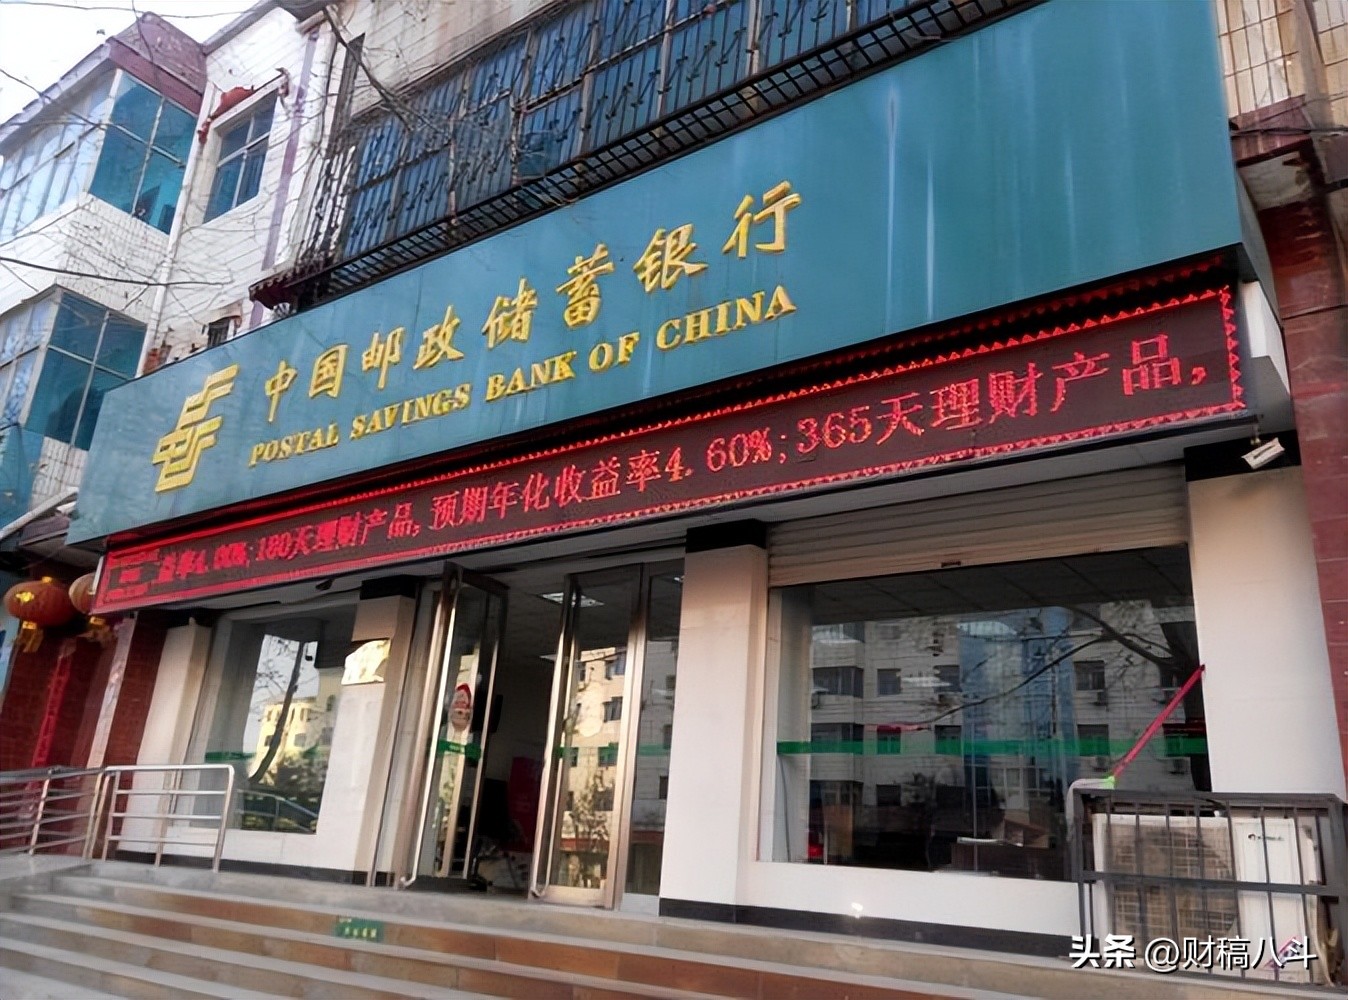 中国邮政储蓄银行
POSTAL SAVINGS BANK OF CHINA
益率4.00%;180天理财产品,预期年化收益率4.60%;365天理财产品,
头条 @财稿八斗